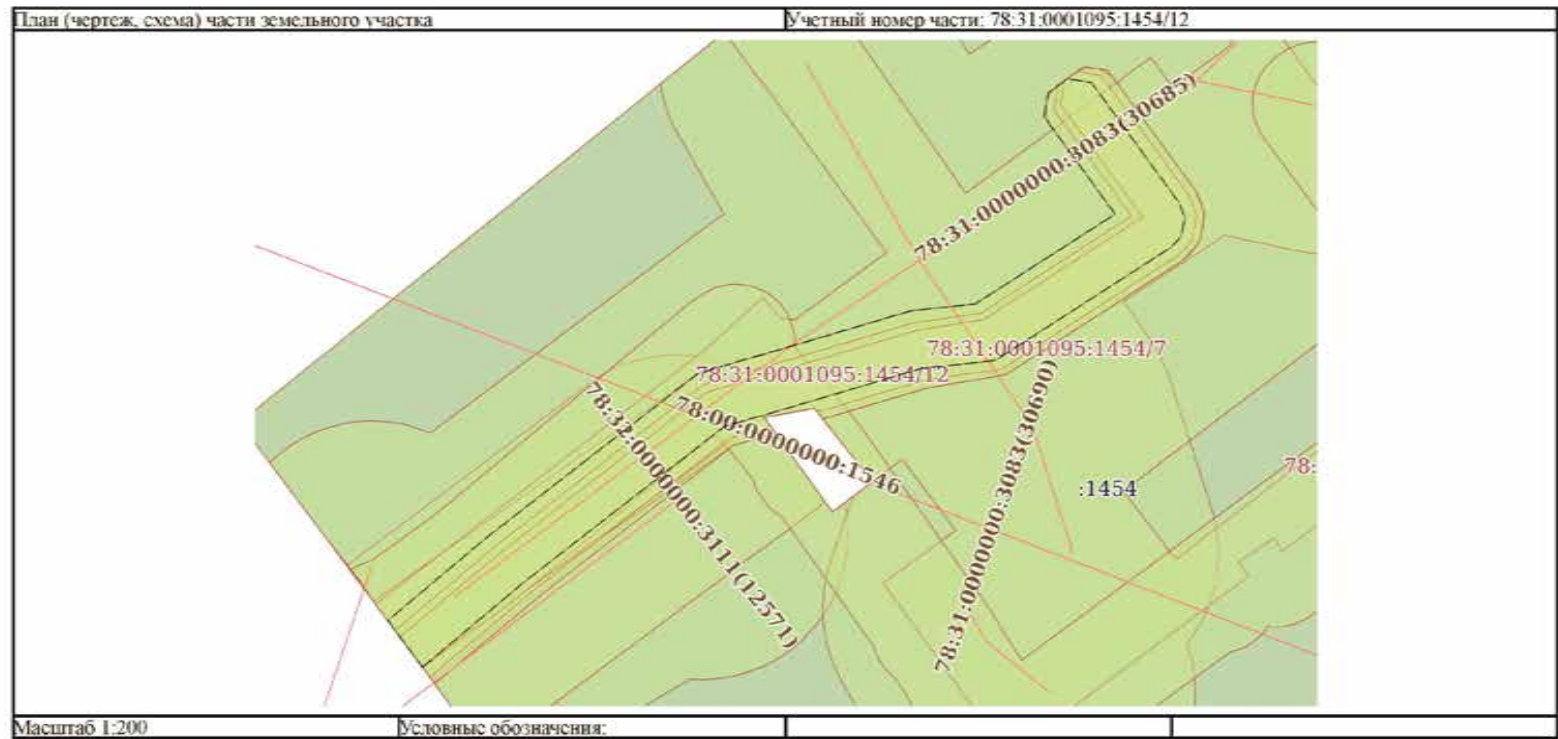 План (чертеж, схема) части земельного участка
Учетный номер части: 78:31:0001095:1454/12
78:31:0000000:3083(30685)
78:31:0001095:1454/7
78:31:0001095:1454/12
78:32:0000000:3111(12571)
78:00:0000000:1546
78:31:0000000:3083(30690)
:1454
78:
Масштаб 1:200
Условные обозначения: